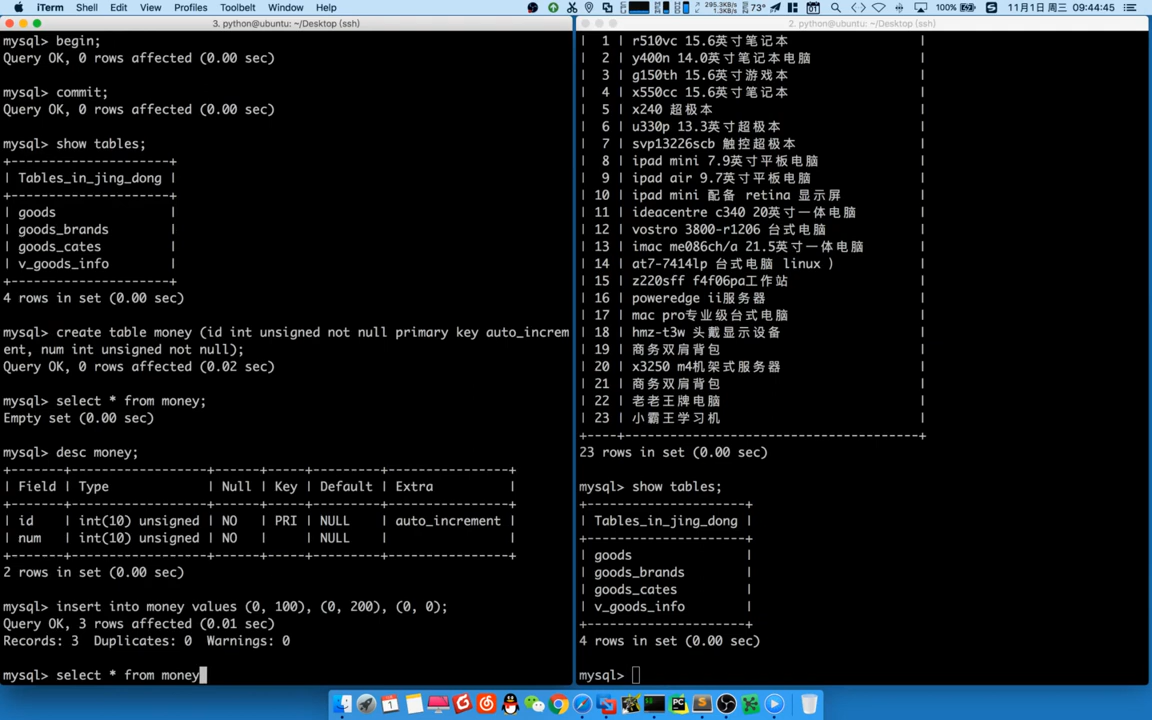 iTerm Shell Edit View Profiles Toolbelt Window Help
295.3KB/s
1.3KB/s
73° 100% 11月1日 周三 09:44:45
3. python@ubuntu: ~/Desktop (ssh)
mysql> begin;
Query OK, 0 rows affected (0.00 sec)
mysql> commit;
Query OK, 0 rows affected (0.00 sec)
mysql> show tables;
+---------------------+
| Tables_in_jing_dong |
+---------------------+
| goods               |
| goods_brands        |
| goods_cates         |
| v_goods_info        |
+---------------------+
4 rows in set (0.00 sec)
mysql> create table money (id int unsigned not null primary key auto_increm
ent, num int unsigned not null);
Query OK, 0 rows affected (0.02 sec)
mysql> select * from money;
Empty set (0.00 sec)
mysql> desc money;
+-------+------------------+------+-----+---------+----------------+
| Field | Type             | Null | Key | Default | Extra          |
+-------+------------------+------+-----+---------+----------------+
| id    | int(10) unsigned | NO   | PRI | NULL    | auto_increment |
| num   | int(10) unsigned | NO   |     | NULL    |                |
+-------+------------------+------+-----+---------+----------------+
2 rows in set (0.00 sec)
mysql> insert into money values (0, 100), (0, 200), (0, 0);
Query OK, 3 rows affected (0.01 sec)
Records: 3  Duplicates: 0  Warnings: 0
mysql> select * from money
2. python@ubuntu: ~/Desktop (ssh)
|  1 | r510vc 15.6英寸笔记本                 |
|  2 | y400n 14.0英寸笔记本电脑              |
|  3 | g150th 15.6英寸游戏本                 |
|  4 | x550cc 15.6英寸笔记本                 |
|  5 | x240 超极本                           |
|  6 | u330p 13.3英寸超极本                  |
|  7 | svp13226scb 触控超极本                |
|  8 | ipad mini 7.9英寸平板电脑             |
|  9 | ipad air 9.7英寸平板电脑              |
| 10 | ipad mini 配备 retina 显示屏          |
| 11 | ideacentre c340 20英寸一体电脑        |
| 12 | vostro 3800-r1206 台式电脑            |
| 13 | imac me086ch/a 21.5英寸一体电脑       |
| 14 | at7-7414lp 台式电脑 linux )           |
| 15 | z220sff f4f06pa工作站                 |
| 16 | poweredge ii服务器                    |
| 17 | mac pro专业级台式电脑                 |
| 18 | hmz-t3w 头戴显示设备                  |
| 19 | 商务双肩背包                          |
| 20 | x3250 m4机架式服务器                  |
| 21 | 商务双肩背包                          |
| 22 | 老老王牌电脑                          |
| 23 | 小霸王学习机                          |
+----+---------------------------------------+
23 rows in set (0.00 sec)
mysql> show tables;
+---------------------+
| Tables_in_jing_dong |
+---------------------+
| goods               |
| goods_brands        |
| goods_cates         |
| v_goods_info        |
+---------------------+
4 rows in set (0.00 sec)
mysql>